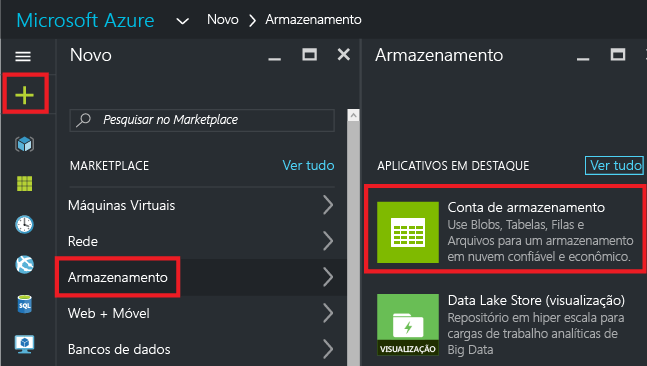 Microsoft Azure Novo Armazenamento
Novo
Pesquisar no Marketplace
MARKETPLACE Ver tudo
Máquinas Virtuais
Rede
Armazenamento
Web + Móvel
Bancos de dados
Armazenamento
APLICATIVOS EM DESTAQUE Ver tudo
Conta de armazenamento
Use Blobs, Tabelas, Filas e
Arquivos para um armazenamento
em nuvem confiável e econômico.
Data Lake Store (visualização)
Repositório em hiper escala para
cargas de trabalho analíticas de
Big Data
VISUALIZAÇÃO
SQL